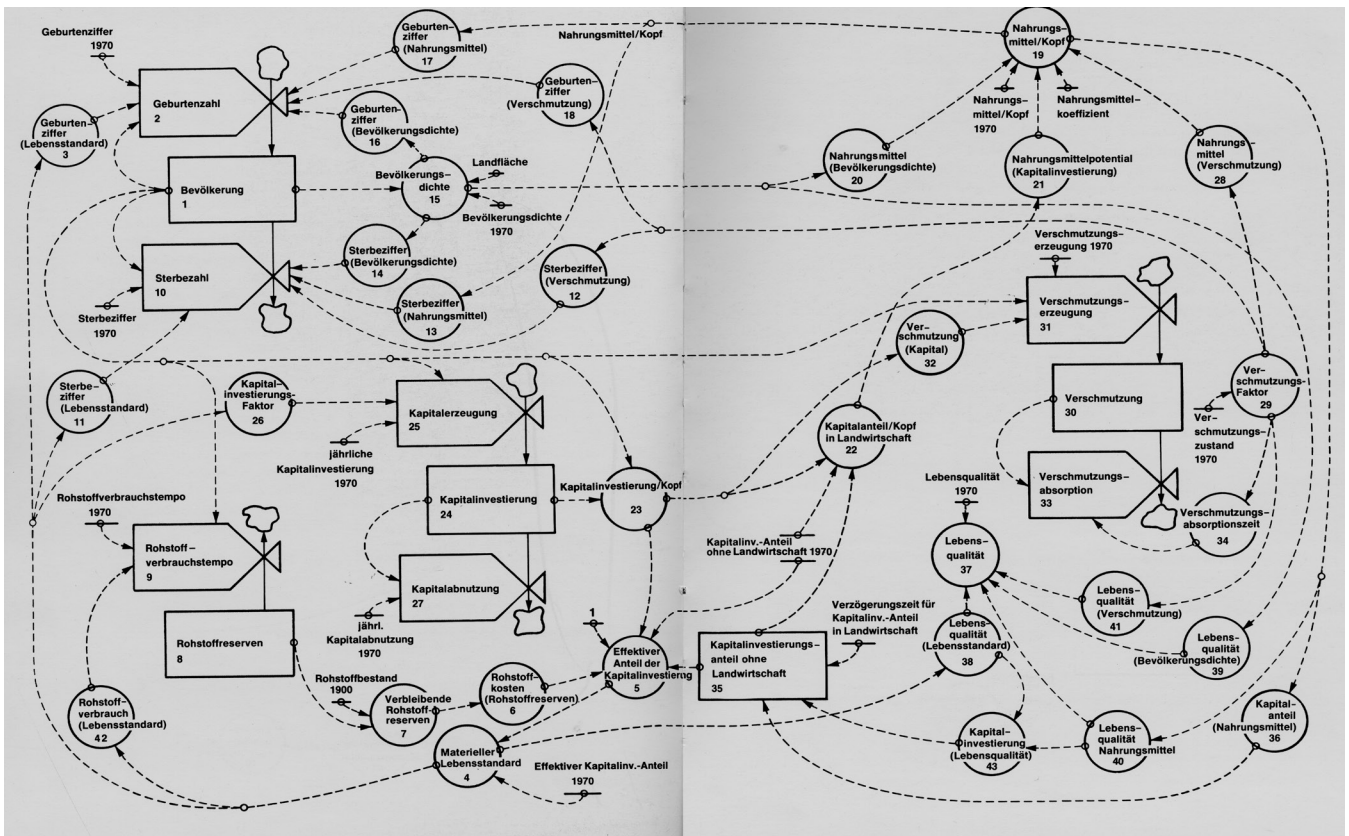 Geburtenziffer
1970
Geburtenzahl
2
Geburten-
ziffer
(Lebensstandard)
3
Geburten-
ziffer
(Nahrungsmittel)
17
Geburten-
ziffer
(Verschmutzung)
18
Geburten-
ziffer
(Bevölkerungsdichte)
16
Nahrungsmittel/Kopf
Bevölkerung
1
Bevölkerungs-
dichte
15
Landfläche
Bevölkerungsdichte
1970
Sterbeziffer
(Bevölkerungsdichte)
14
Sterbeziffer
(Verschmutzung)
12
Sterbeziffer
(Nahrungsmittel)
13
Sterbezahl
10
Sterbeziffer
1970
Sterbe-
ziffer
(Lebensstandard)
11
Kapital-
investierungs-
Faktor
26
Kapitalerzeugung
25
jährliche
Kapitalinvestierung
1970
Kapitalinvestierung
24
Kapitalinvestierung/Kopf
23
Kapitalabnutzung
27
jährl.
Kapitalabnutzung
1970
Rohstoffverbrauchstempo
1970
Rohstoff-
verbrauchstempo
9
Rohstoffreserven
8
Rohstoff-
verbrauch
(Lebensstandard)
42
Rohstoffbestand
1900
Verbleibende
Rohstoff-
reserven
7
Rohstoff-
kosten
(Rohstoffreserven)
6
1
Effektiver
Anteil der
Kapitalinvestierung
5
Materieller
Lebensstandard
4
Effektiver Kapitalinv.-Anteil
1970
Nahrungs-
mittel/Kopf
19
Nahrungs-
mittel/Kopf
1970
Nahrungsmittel-
koeffizient
Nahrungsmittel
(Bevölkerungsdichte)
20
Nahrungsmittelpotential
(Kapitalinvestierung)
21
Nahrungs-
mittel
(Verschmutzung)
28
Verschmutzungs-
erzeugung 1970
Verschmutzungs-
erzeugung
31
Ver-
schmutzung
(Kapital)
32
Verschmutzung
30
Ver-
schmutzungs-
Faktor
29
Ver-
schmutzungs-
zustand
1970
Kapitalanteil/Kopf
in Landwirtschaft
22
Verschmutzungs-
absorption
33
Verschmutzungs-
absorptionszeit
34
Lebensqualität
1970
Lebens-
qualität
37
Kapitalinv.-Anteil
ohne Landwirtschaft 1970
Lebens-
qualität
(Verschmutzung)
41
Verzögerungszeit für
Kapitalinv.-Anteil
in Landwirtschaft
Kapitalinvestierungs-
anteil ohne
Landwirtschaft
35
Lebens-
qualität
(Lebensstandard)
38
Lebens-
qualität
(Bevölkerungsdichte)
39
Kapital-
investierung
(Lebensqualität)
43
Lebens-
qualität
Nahrungsmittel
40
Kapital-
anteil
(Nahrungsmittel)
36